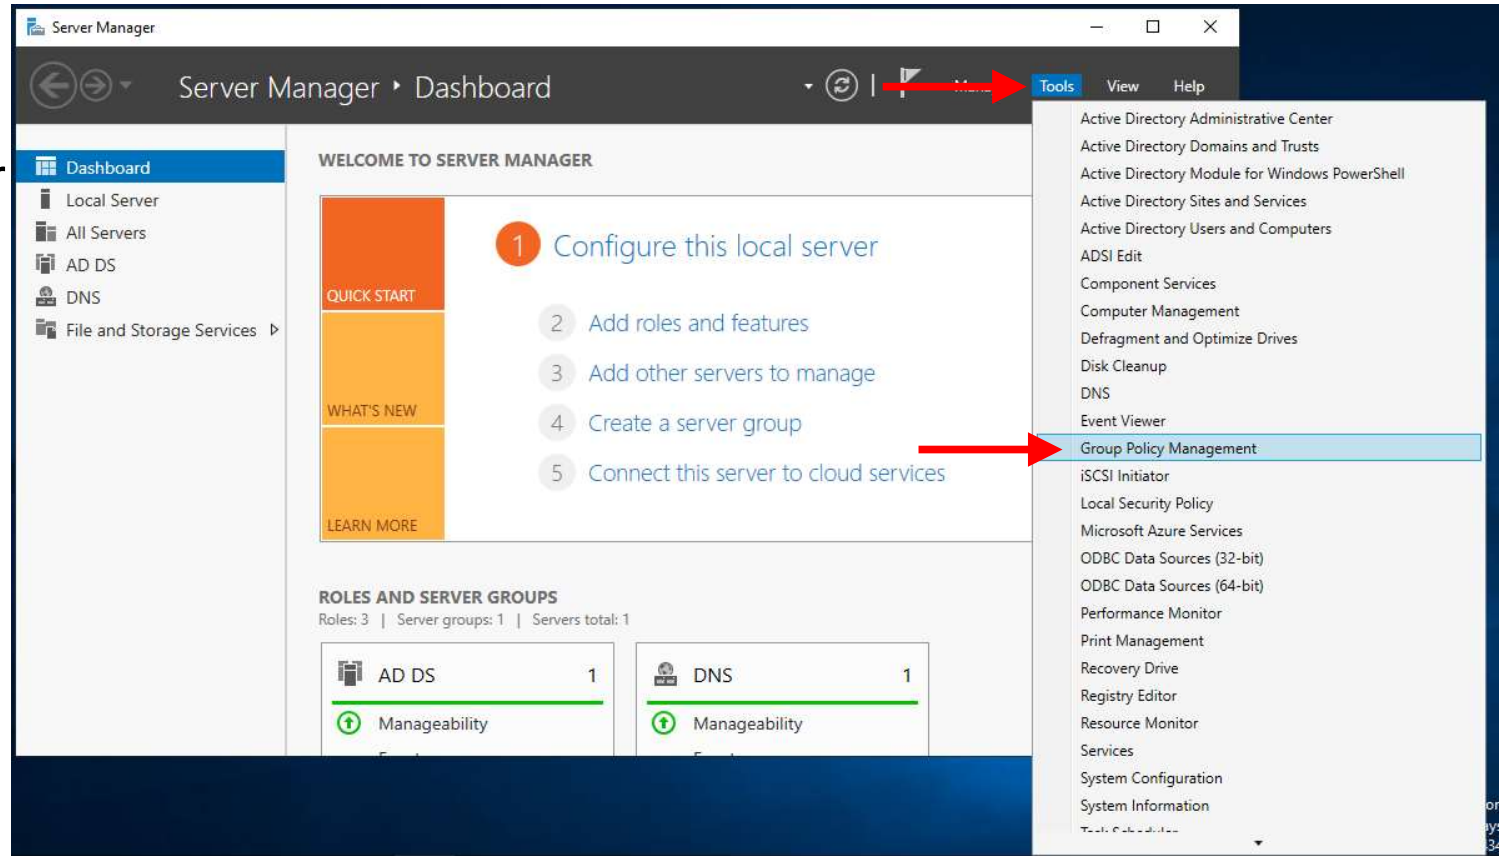 Server Manager
Server Manager ‣ Dashboard
Tools View Help
Dashboard
Local Server
All Servers
AD DS
DNS
File and Storage Services
WELCOME TO SERVER MANAGER
QUICK START
WHAT'S NEW
LEARN MORE
1 Configure this local server
2 Add roles and features
3 Add other servers to manage
4 Create a server group
5 Connect this server to cloud services
ROLES AND SERVER GROUPS
Roles: 3 | Server groups: 1 | Servers total: 1
AD DS 1
Manageability
DNS 1
Manageability
Active Directory Administrative Center
Active Directory Domains and Trusts
Active Directory Module for Windows PowerShell
Active Directory Sites and Services
Active Directory Users and Computers
ADSI Edit
Component Services
Computer Management
Defragment and Optimize Drives
Disk Cleanup
DNS
Event Viewer
Group Policy Management
iSCSI Initiator
Local Security Policy
Microsoft Azure Services
ODBC Data Sources (32-bit)
ODBC Data Sources (64-bit)
Performance Monitor
Print Management
Recovery Drive
Registry Editor
Resource Monitor
Services
System Configuration
System Information